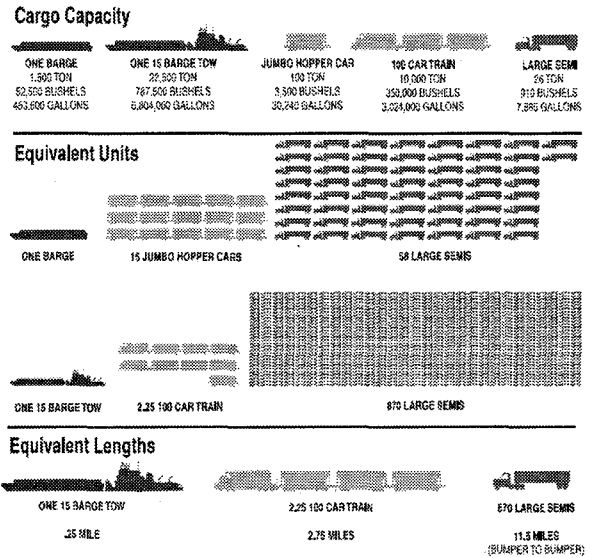 Cargo Capacity
ONE BARGE
1,500 TON
52,500 BUSHELS
453,600 GALLONS
ONE 15 BARGE TOW
22,500 TON
787,500 BUSHELS
6,804,000 GALLONS
JUMBO HOPPER CAR
100 TON
3,500 BUSHELS
30,240 GALLONS
100 CAR TRAIN
10,000 TON
350,000 BUSHELS
3,024,000 GALLONS
LARGE SEMI
26 TON
910 BUSHELS
GALLONS
Equivalent Units
ONE BARGE
15 JUMBO HOPPER CARS
58 LARGE SEMIS
ONE 15 BARGE TOW
2.25 100 CAR TRAIN
870 LARGE SEMIS
Equivalent Lengths
ONE 15 BARGE TOW
2.25 100 CAR TRAIN
870 LARGE SEMIS
.25 MILE
2.75 MILES
11.5 MILES
(BUMPER TO BUMPER)